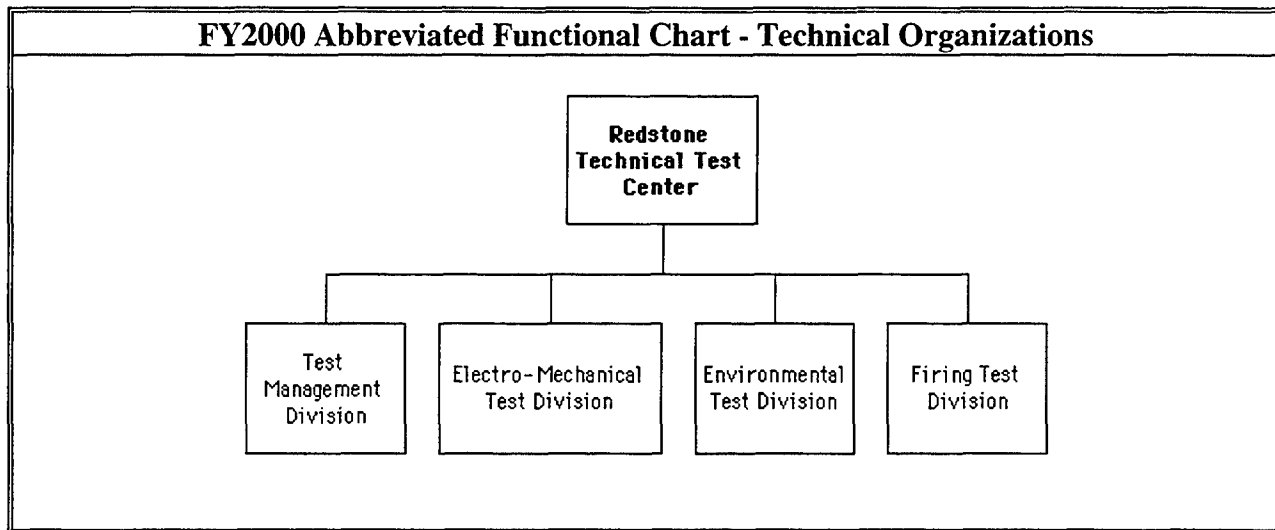 FY2000 Abbreviated Functional Chart - Technical Organizations
Redstone
Technical Test
Center
Test
Management
Division
Electro-Mechanical
Test Division
Environmental
Test Division
Firing Test
Division